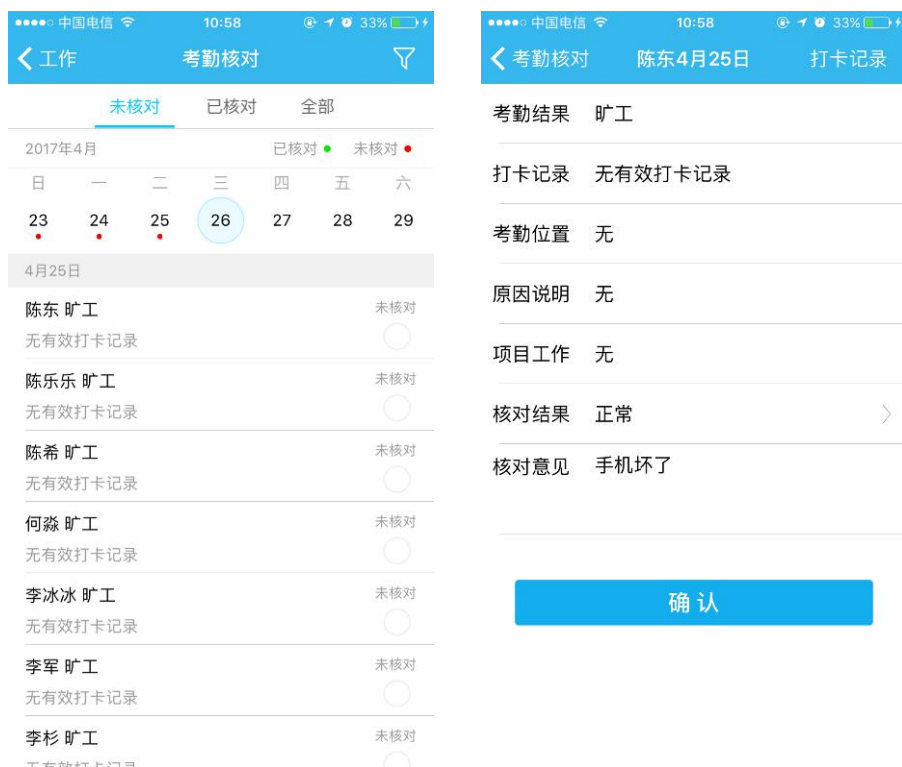 中国电信 10:58 33%
工作 考勤核对
未核对 已核对 全部
2017年4月 已核对 未核对
日 一 二 三 四 五 六
23 24 25 26 27 28 29
4月25日
陈东 旷工 未核对
无有效打卡记录
陈乐乐 旷工 未核对
无有效打卡记录
陈希 旷工 未核对
无有效打卡记录
何淼 旷工 未核对
无有效打卡记录
李冰冰 旷工 未核对
无有效打卡记录
李军 旷工 未核对
无有效打卡记录
李杉 旷工 未核对
无有效打卡记录
中国电信 10:58 33%
考勤核对 陈东4月25日 打卡记录
考勤结果 旷工
打卡记录 无有效打卡记录
考勤位置 无
原因说明 无
项目工作 无
核对结果 正常
核对意见 手机坏了
确认